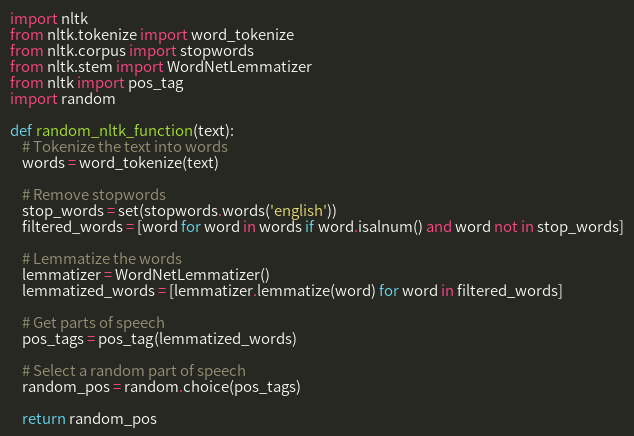 import nltk
from nltk.tokenize import word_tokenize
from nltk.corpus import stopwords
from nltk.stem import WordNetLemmatizer
from nltk import pos_tag
import random

def random_nltk_function(text):
    # Tokenize the text into words
    words = word_tokenize(text)

    # Remove stopwords
    stop_words = set(stopwords.words('english'))
    filtered_words = [word for word in words if word.isalnum() and word not in stop_words]

    # Lemmatize the words
    lemmatizer = WordNetLemmatizer()
    lemmatized_words = [lemmatizer.lemmatize(word) for word in filtered_words]

    # Get parts of speech
    pos_tags = pos_tag(lemmatized_words)

    # Select a random part of speech
    random_pos = random.choice(pos_tags)

    return random_pos